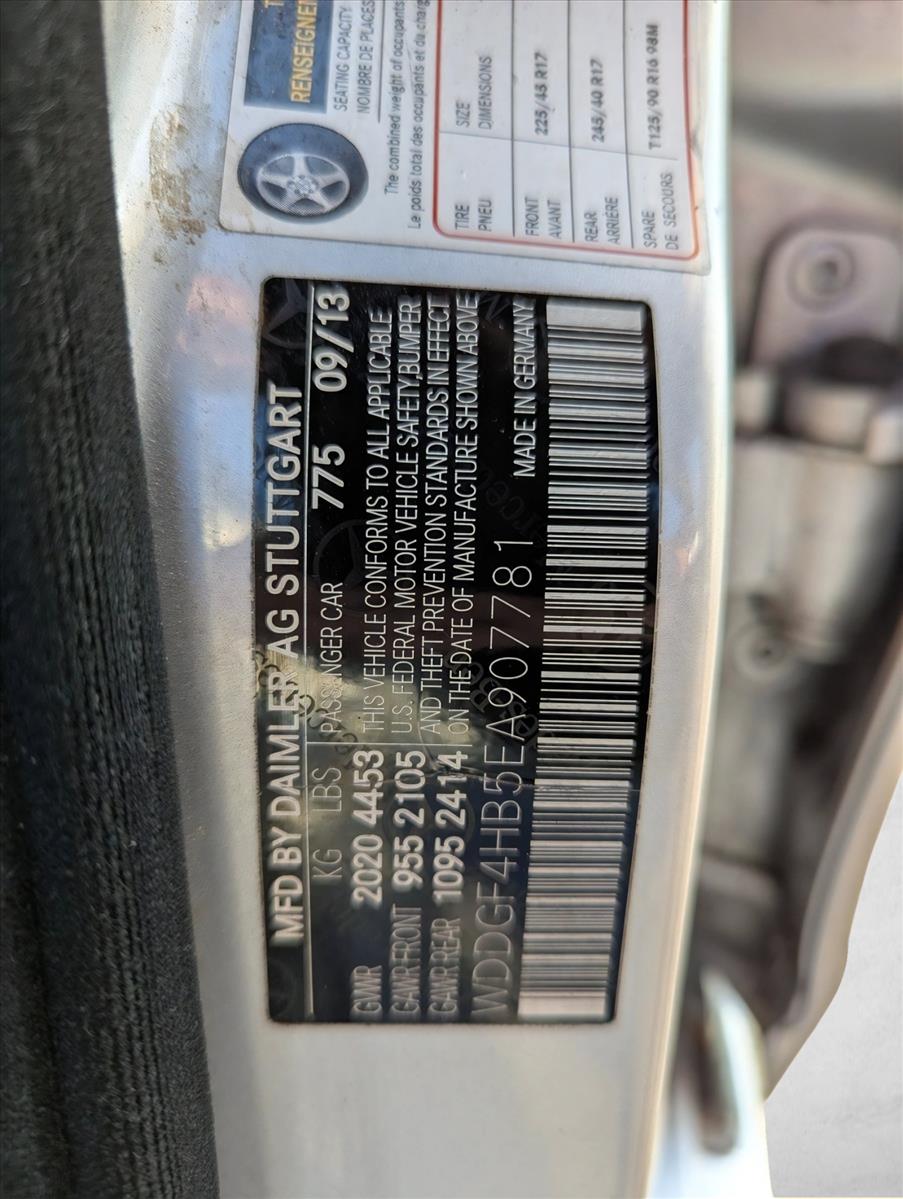 RENSEIGNE
SEATING CAPACITY
NOMBRE DE PLACES
The combined weight of occupants
Le poids total des occupants et du charg
TIRE SIZE
PNEU DIMENSIONS
FRONT 225/45 R17
AVANT
REAR 245/40 R17
ARRIÈRE
SPARE T125/90 R16 98M
DE SECOURS
MFD BY DAIMLER AG STUTTGART
KG LBS PASSENGER CAR 775 09/13
GVWR 2020 4453 THIS VEHICLE CONFORMS TO ALL APPLICABLE
GAWR FRONT 955 2105 U.S. FEDERAL MOTOR VEHICLE SAFETY, BUMPER
GAWR REAR 1095 2414 AND THEFT PREVENTION STANDARDS IN EFFECT
ON THE DATE OF MANUFACTURE SHOWN ABOVE
WDDGF4HB5EA907781 MADE IN GERMANY